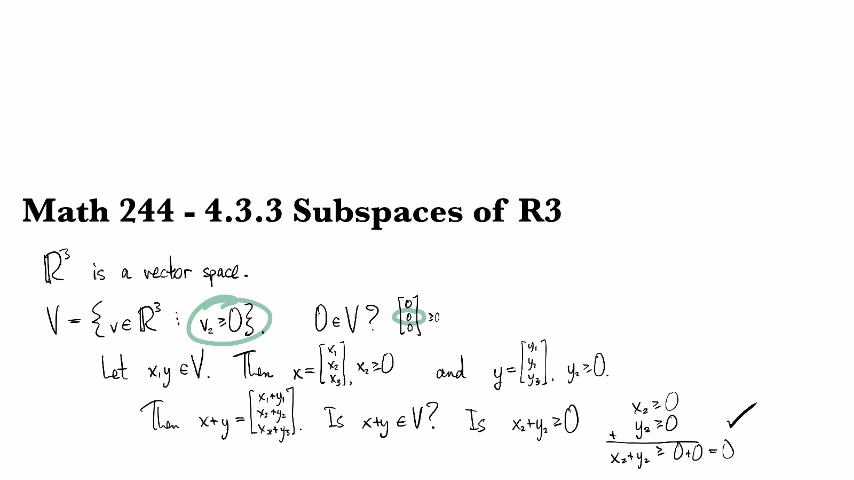 Math 244 - 4.3.3 Subspaces of R3
ℝ³ is a vector space.
V = {v∈ℝ³ : v₂≥0}. 0∈V? [0 0 0] ≥0
Let x,y ∈V. Then x=[x₁ x₂ x₃], x₂≥0 and y=[y₁ y₂ y₃], y₂≥0.
Then x+y = [x₁+y₁ x₂+y₂ x₃+y₃]. Is x+y ∈ V? Is x₂+y₂≥0
x₂≥0
+ y₂≥0 ✓
x₂+y₂ ≥ 0+0 = 0